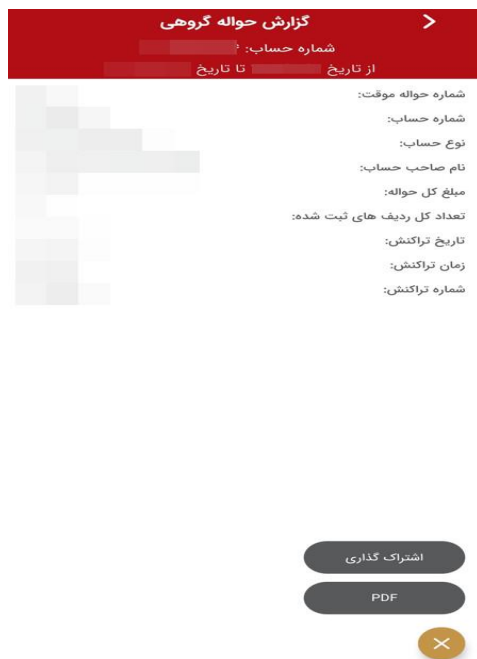 گزارش حواله گروهی
شماره حساب:
از تاریخ تا تاریخ
شماره حواله موقت:
شماره حساب:
نوع حساب:
نام صاحب حساب:
مبلغ کل حواله:
تعداد کل ردیف های ثبت شده:
تاریخ تراکنش:
زمان تراکنش:
شماره تراکنش:
اشتراک گذاری
PDF